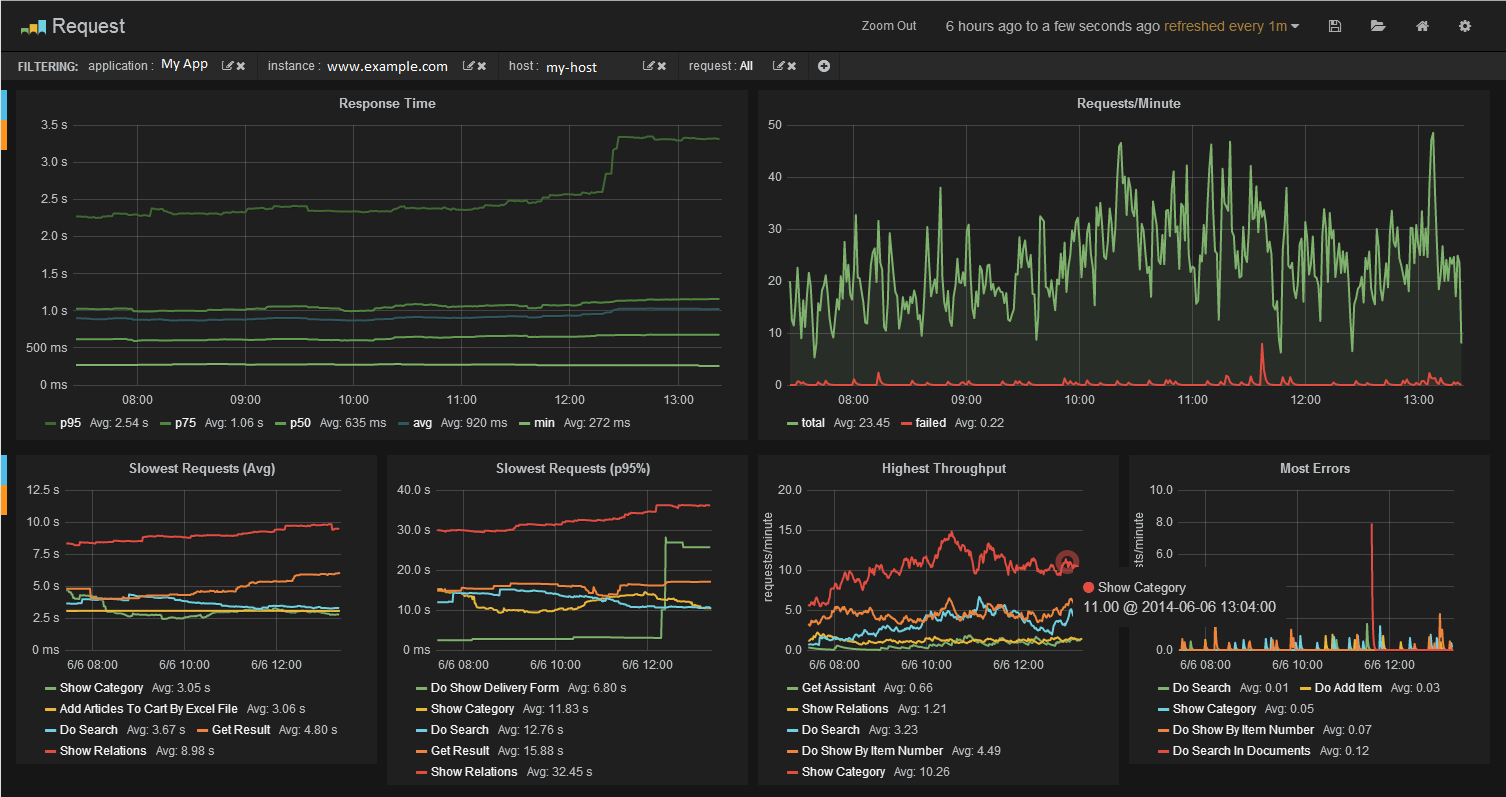 Request
Zoom Out 6 hours ago to a few seconds ago refreshed every 1m
FILTERING: application : My App instance : www.example.com host : my-host request : All
Response Time
3.5 s
3.0 s
2.5 s
2.0 s
1.5 s
1.0 s
500 ms
0 ms
08:00 09:00 10:00 11:00 12:00 13:00
p95 Avg: 2.54 s p75 Avg: 1.06 s p50 Avg: 635 ms avg Avg: 920 ms min Avg: 272 ms
Requests/Minute
50
40
30
20
10
0
08:00 09:00 10:00 11:00 12:00 13:00
total Avg: 23.45 failed Avg: 0.22
Slowest Requests (Avg)
12.5 s
10.0 s
7.5 s
5.0 s
2.5 s
0 ms
6/6 08:00 6/6 10:00 6/6 12:00
Show Category Avg: 3.05 s
Add Articles To Cart By Excel File Avg: 3.06 s
Do Search Avg: 3.67 s Get Result Avg: 4.80 s
Show Relations Avg: 8.98 s
Slowest Requests (p95%)
40.0 s
30.0 s
20.0 s
10.0 s
0 ms
6/6 08:00 6/6 10:00 6/6 12:00
Do Show Delivery Form Avg: 6.80 s
Show Category Avg: 11.83 s
Do Search Avg: 12.76 s
Get Result Avg: 15.88 s
Show Relations Avg: 32.45 s
Highest Throughput
requests/minute
20.0
15.0
10.0
5.0
0.0
6/6 08:00 6/6 10:00 6/6 12:00
Show Category
11.00 @ 2014-06-06 13:04:00
Get Assistant Avg: 0.66
Show Relations Avg: 1.21
Do Search Avg: 3.23
Do Show By Item Number Avg: 4.49
Show Category Avg: 10.26
Most Errors
sts/minute
10.0
8.0
6.0
0.0
6/6 08:00 6/6 10:00 6/6 12:00
Do Search Avg: 0.01 Do Add Item Avg: 0.03
Show Category Avg: 0.05
Do Show By Item Number Avg: 0.07
Do Search In Documents Avg: 0.12